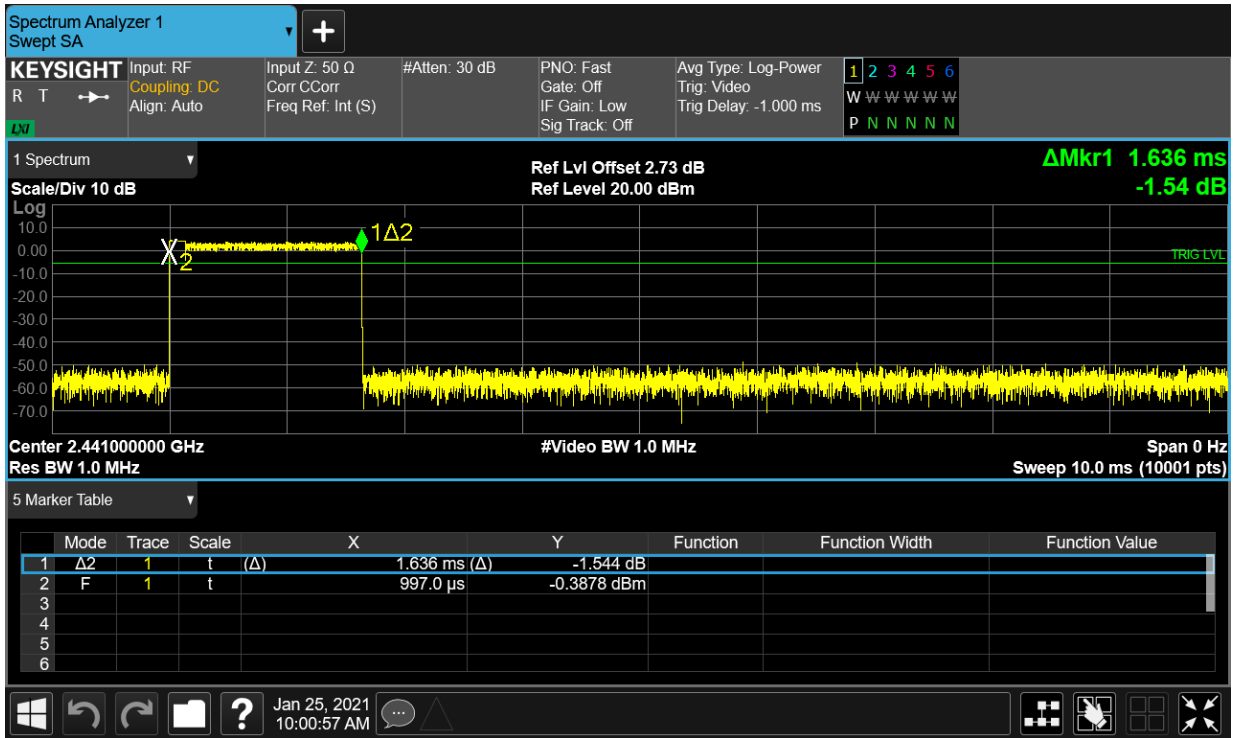 Spectrum Analyzer 1
Swept SA
KEYSIGHT
R T
LXI
Input: RF
Coupling: DC
Align: Auto
Input Z: 50 Ω
Corr CCorr
Freq Ref: Int (S)
#Atten: 30 dB
PNO: Fast
Gate: Off
IF Gain: Low
Sig Track: Off
Avg Type: Log-Power
Trig: Video
Trig Delay: -1.000 ms
1 2 3 4 5 6
W W W W W W
P N N N N N
1 Spectrum
Scale/Div 10 dB
Ref Lvl Offset 2.73 dB
Ref Level 20.00 dBm
ΔMkr1 1.636 ms
-1.54 dB
Log
10.0
0.00
-10.0
-20.0
-30.0
-40.0
-50.0
-60.0
-70.0
1Δ2
2
TRIG LVL
Center 2.441000000 GHz
#Video BW 1.0 MHz
Span 0 Hz
Res BW 1.0 MHz
Sweep 10.0 ms (10001 pts)
5 Marker Table
Mode Trace Scale X Y Function Function Width Function Value
1 Δ2 1 t (Δ) 1.636 ms (Δ) -1.544 dB
2 F 1 t 997.0 µs -0.3878 dBm
3
4
5
6
?
Jan 25, 2021
10:00:57 AM